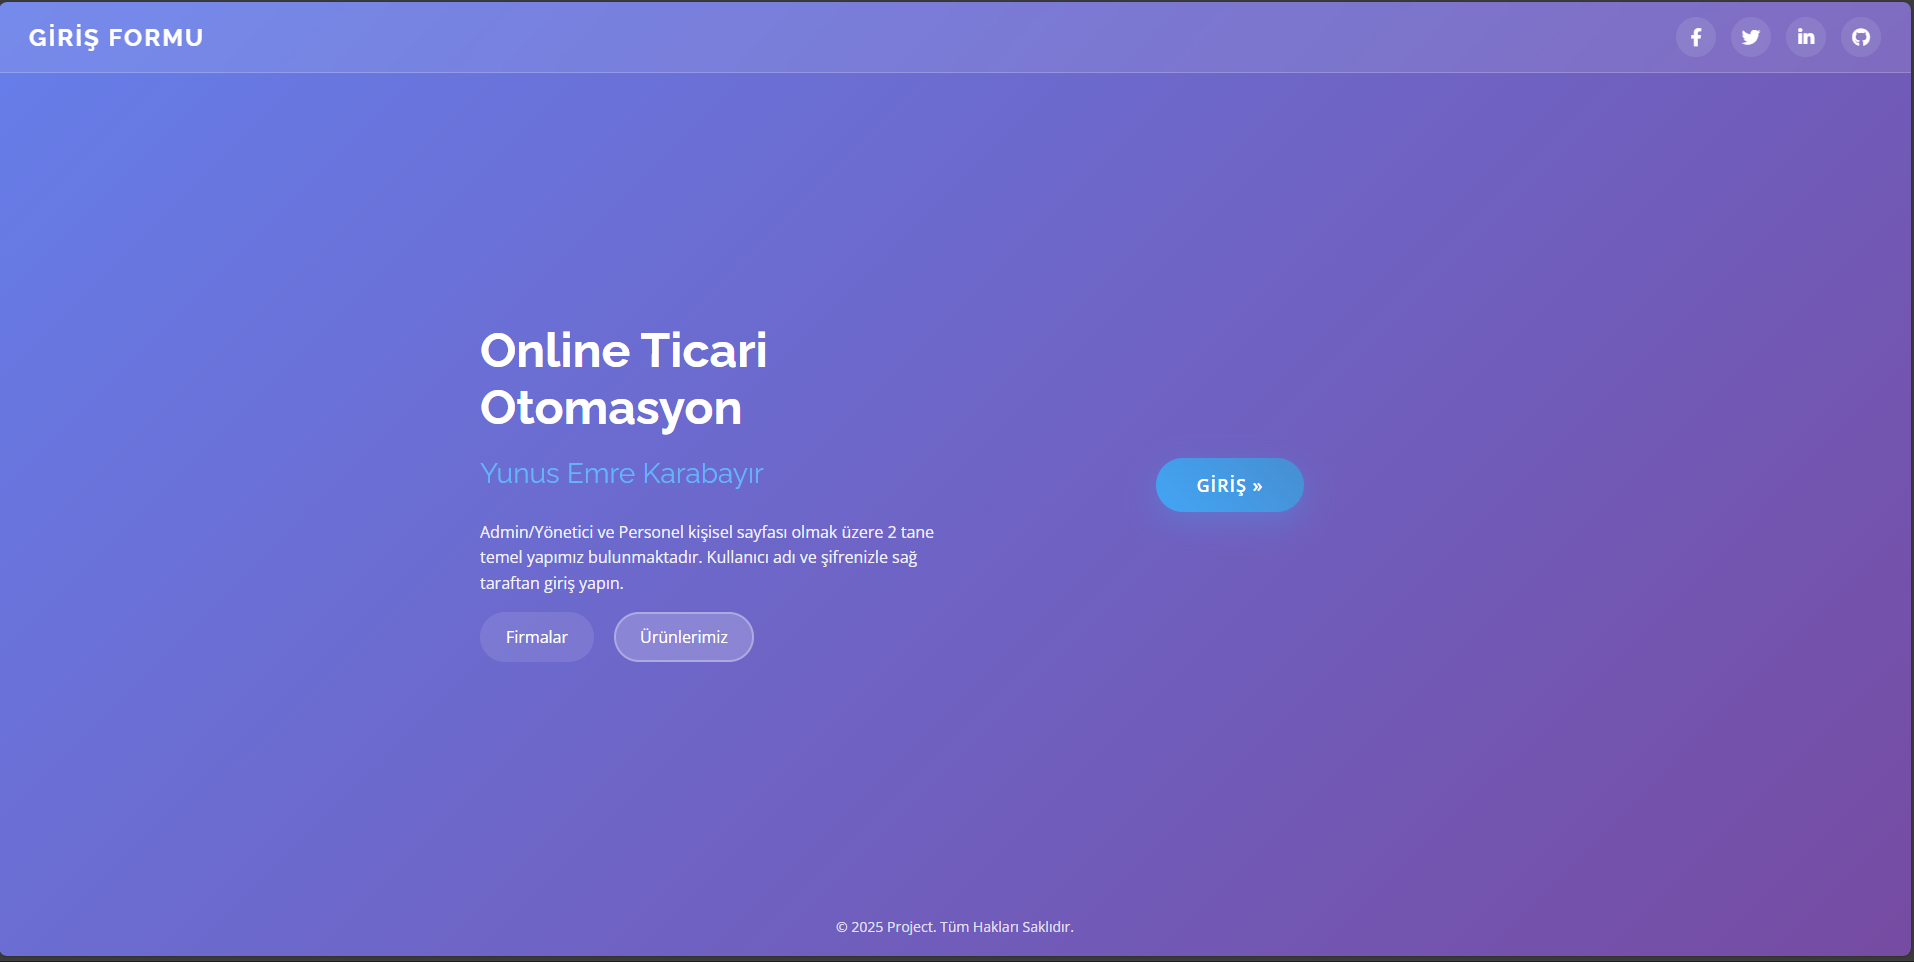 GİRİŞ FORMU
Online Ticari
Otomasyon
Yunus Emre Karabayır
Admin/Yönetici ve Personel kişisel sayfası olmak üzere 2 tane
temel yapımız bulunmaktadır. Kullanıcı adı ve şifrenizle sağ
taraftan giriş yapın.
Firmalar
Ürünlerimiz
GİRİŞ »
© 2025 Project. Tüm Hakları Saklıdır.